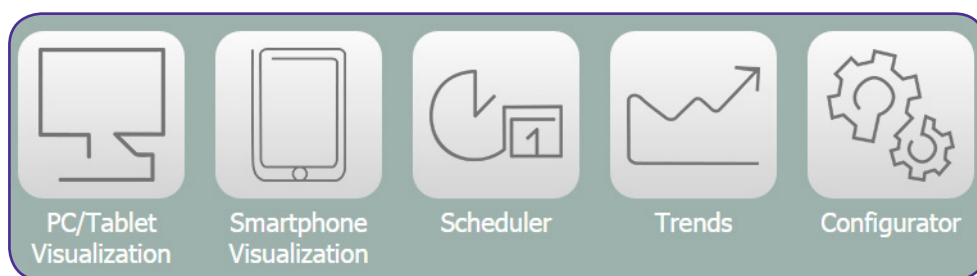 1
PC/Tablet
Visualization
Smartphone
Visualization
Scheduler
Trends
Configurator